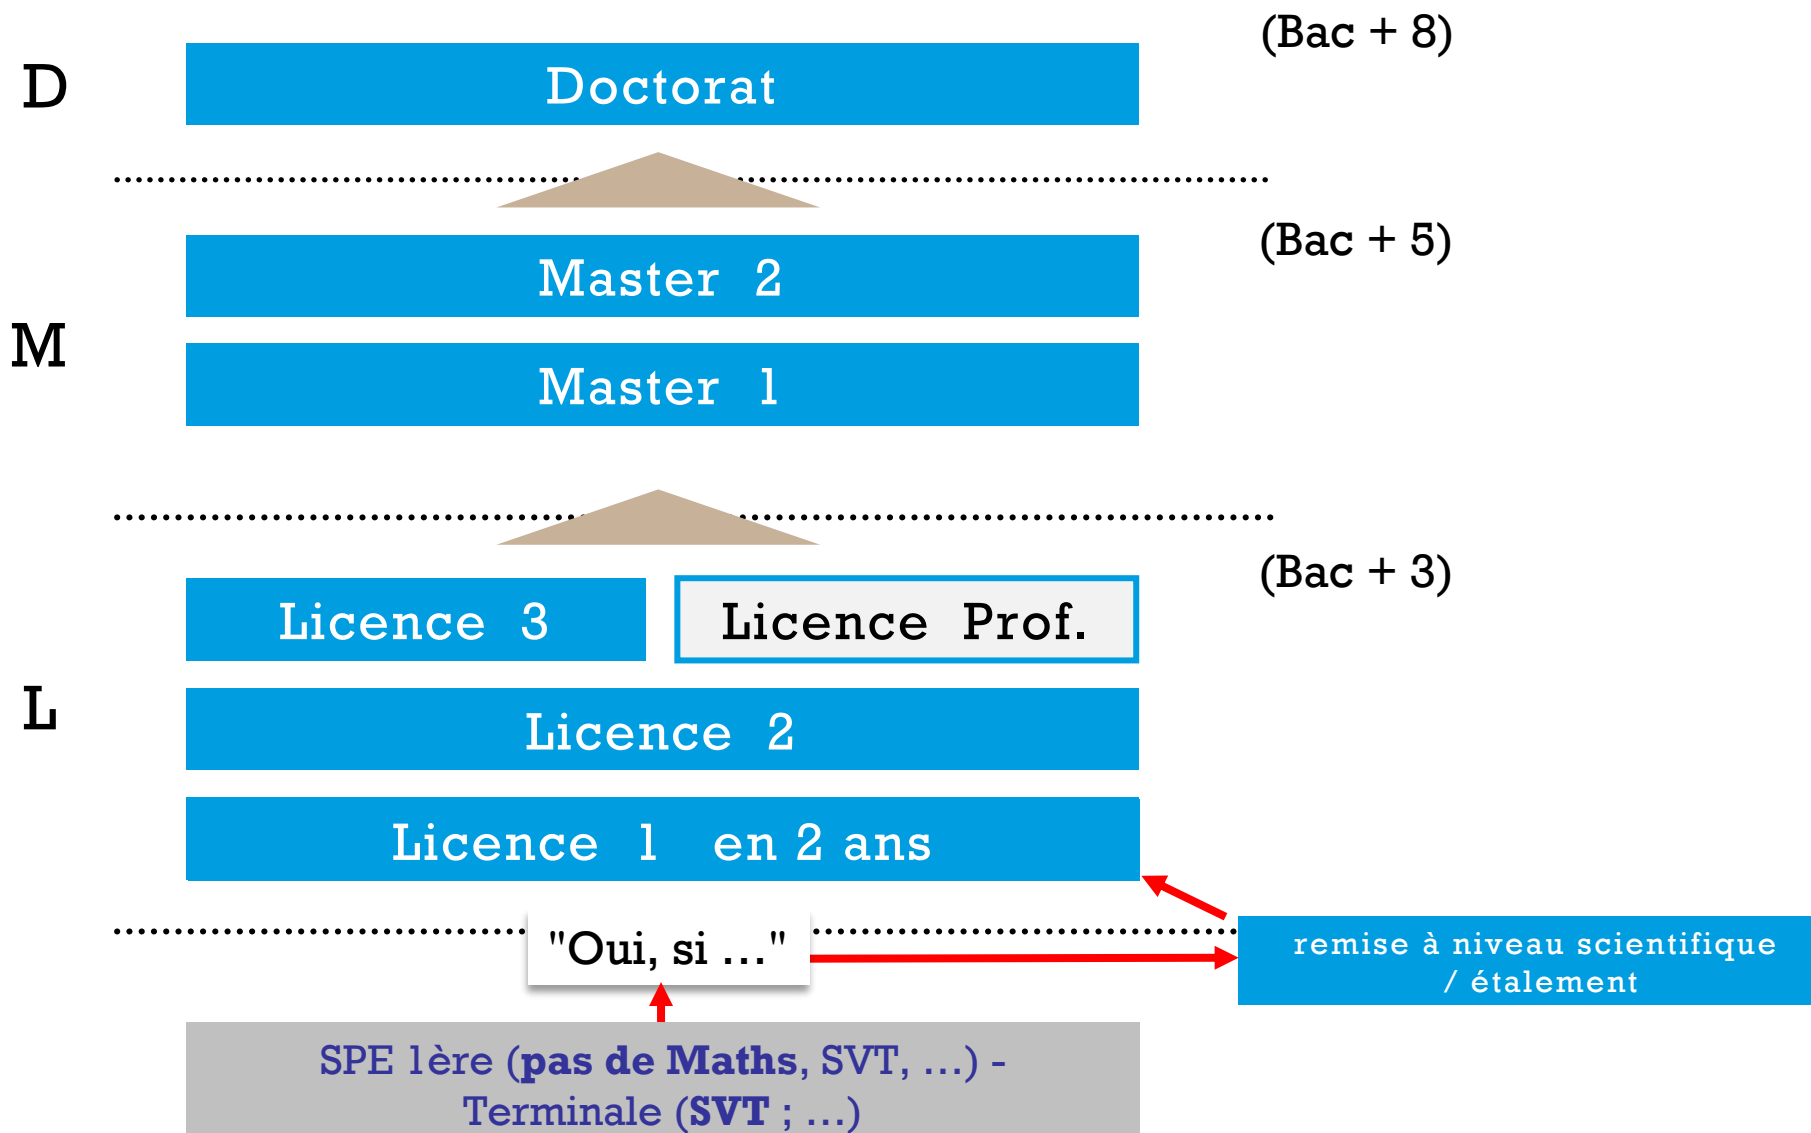 (Bac + 8)
D
Doctorat
(Bac + 5)
Master 2
M
Master 1
(Bac + 3)
Licence 3
Licence Prof.
L
Licence 2
Licence 1 en 2 ans
"Oui, si ..."
remise à niveau scientifique
/ étalement
SPE 1ère (pas de Maths, SVT, ...) -
Terminale (SVT ; ...)